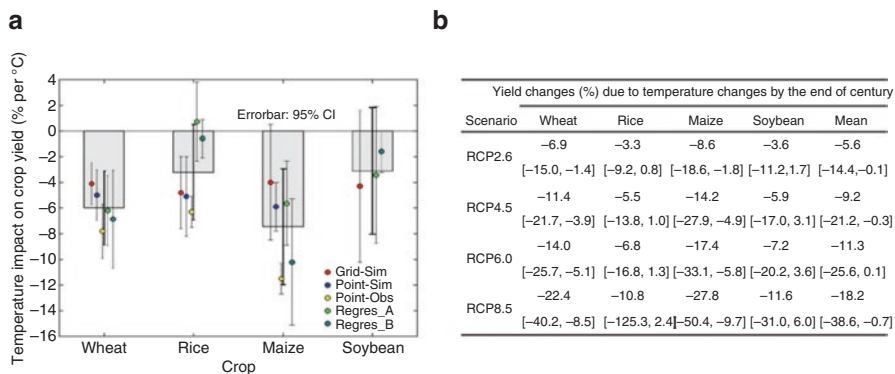 a
Temperature impact on crop yield (% per °C)
4
2
0
−2
−4
−6
−8
−10
−12
−14
−16
Errorbar: 95% CI
Grid-Sim
Point-Sim
Point-Obs
Regres_A
Regres_B
Wheat Rice Maize Soybean
Crop
b
Yield changes (%) due to temperature changes by the end of century
Scenario Wheat Rice Maize Soybean Mean
RCP2.6 −6.9 −3.3 −8.6 −3.6 −5.6
[−15.0, −1.4] [−9.2, 0.8] [−18.6, −1.8] [−11.2,1.7] [−14.4,−0.1]
RCP4.5 −11.4 −5.5 −14.2 −5.9 −9.2
[−21.7, −3.9] [−13.8, 1.0] [−27.9, −4.9] [−17.0, 3.1] [−21.2, −0.3]
RCP6.0 −14.0 −6.8 −17.4 −7.2 −11.3
[−25.7, −5.1] [−16.8, 1.3] [−33.1, −5.8] [−20.2, 3.6] [−25.6, 0.1]
RCP8.5 −22.4 −10.8 −27.8 −11.6 −18.2
[−40.2, −8.5] [−125.3, 2.4] [−50.4, −9.7] [−31.0, 6.0] [−38.6, −0.7]